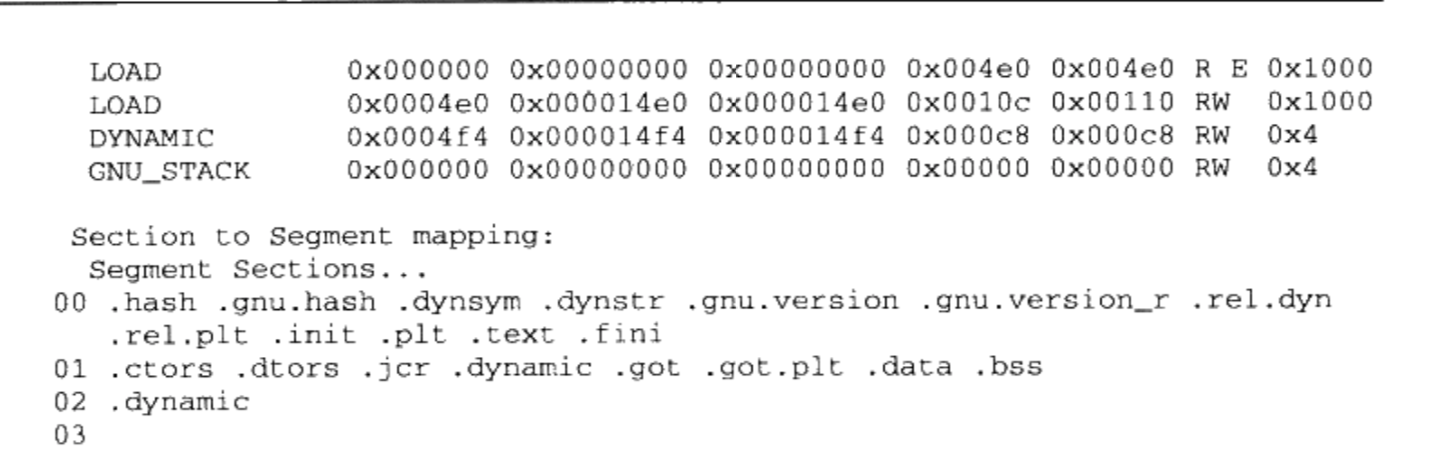 LOAD 0x000000 0x00000000 0x00000000 0x004e0 0x004e0 R E 0x1000
LOAD 0x0004e0 0x000014e0 0x000014e0 0x0010c 0x00110 RW 0x1000
DYNAMIC 0x0004f4 0x000014f4 0x000014f4 0x000c8 0x000c8 RW 0x4
GNU_STACK 0x000000 0x00000000 0x00000000 0x00000 0x00000 RW 0x4
Section to Segment mapping:
Segment Sections...
00 .hash .gnu.hash .dynsym .dynstr .gnu.version .gnu.version_r .rel.dyn
.rel.plt .init .plt .text .fini
01 .ctors .dtors .jcr .dynamic .got .got.plt .data .bss
02 .dynamic
03